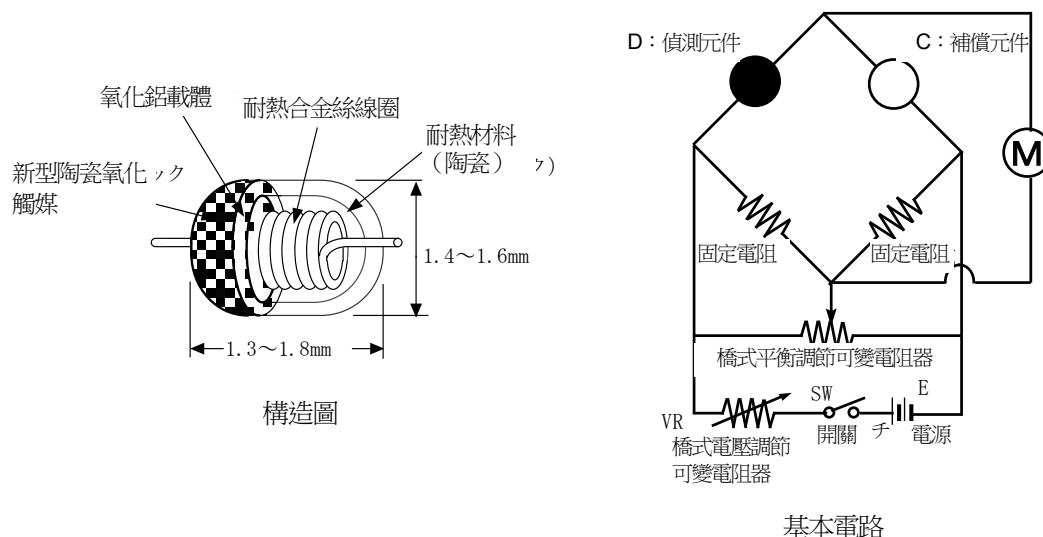 氧化鋁載體
耐熱合金絲線圈
耐熱材料
（陶瓷） ク)
新型陶瓷氧化ック
觸媒
1.4～1.6mm
1.3～1.8mm
構造圖
D：偵測元件
C：補償元件
M
固定電阻
固定電阻
橋式平衡調節可變電阻器
SW
E
VR
開關
チ
電源
橋式電壓調節
可變電阻器
基本電路